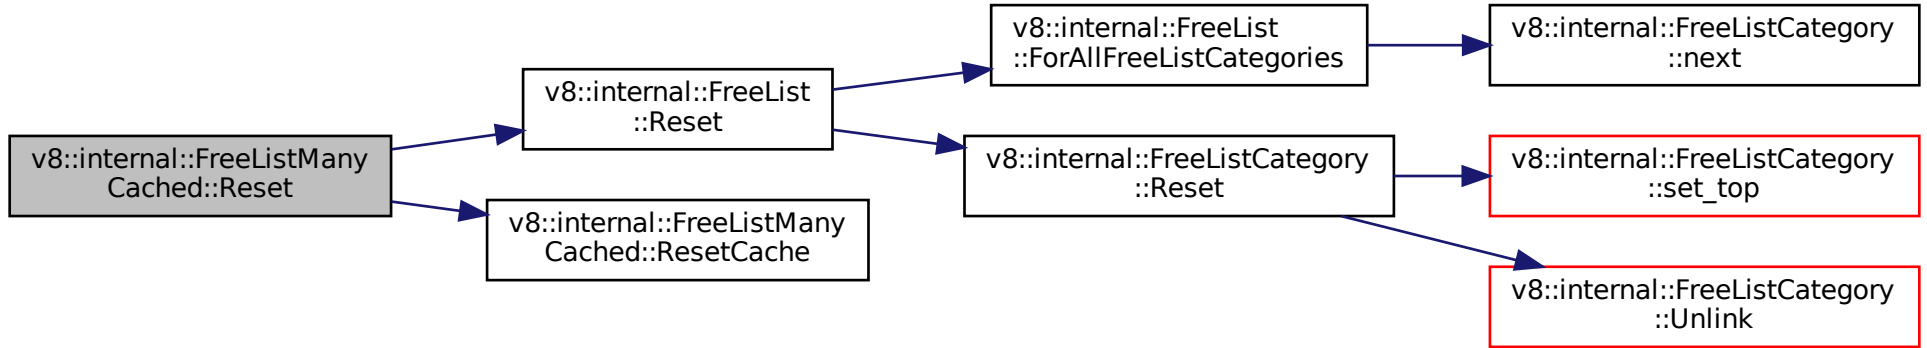 v8::internal::FreeListMany
Cached::Reset
v8::internal::FreeList
::Reset
v8::internal::FreeListMany
Cached::ResetCache
v8::internal::FreeList
::ForAllFreeListCategories
v8::internal::FreeListCategory
::Reset
v8::internal::FreeListCategory
::next
v8::internal::FreeListCategory
::set_top
v8::internal::FreeListCategory
::Unlink